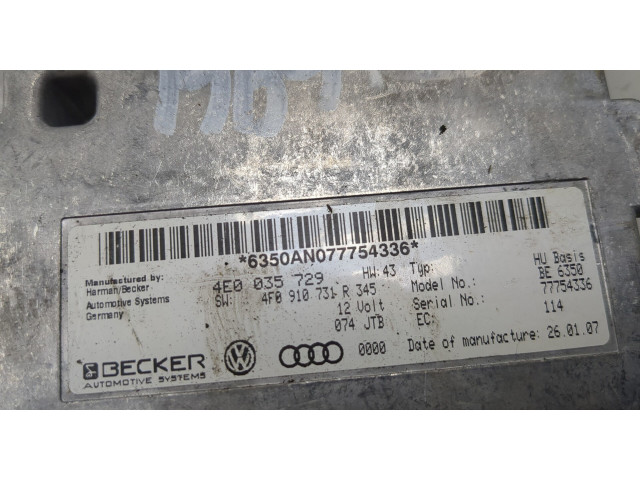 *6350AN077754336*
Manufactured by:
Harman/Becker
Automotive Systems
Germany
4E0 035 729 HW:43
SW: 4F0 910 731 R 345
12 Volt
074 JTB
Typ: HU Basis
BE 6350
Model No.: 77754336
Serial No.:
EC: 114
BECKER
AUTOMOTIVE SYSTEMS
0000 Date of manufacture: 26.01.07